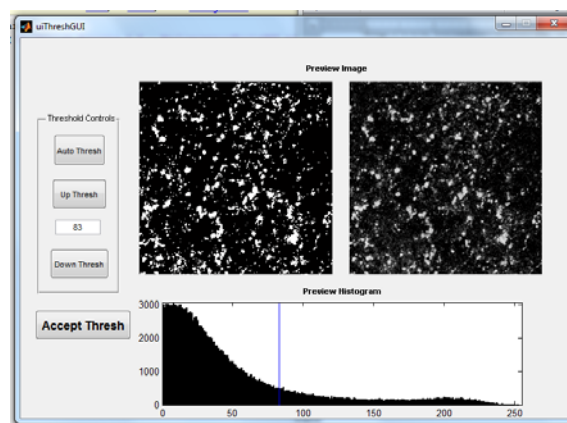 uiThreshGUI
Preview Image
Threshold Controls
Auto Thresh
Up Thresh
83
Down Thresh
Accept Thresh
Preview Histogram
3000
2000
1000
0
0 50 100 150 200 250